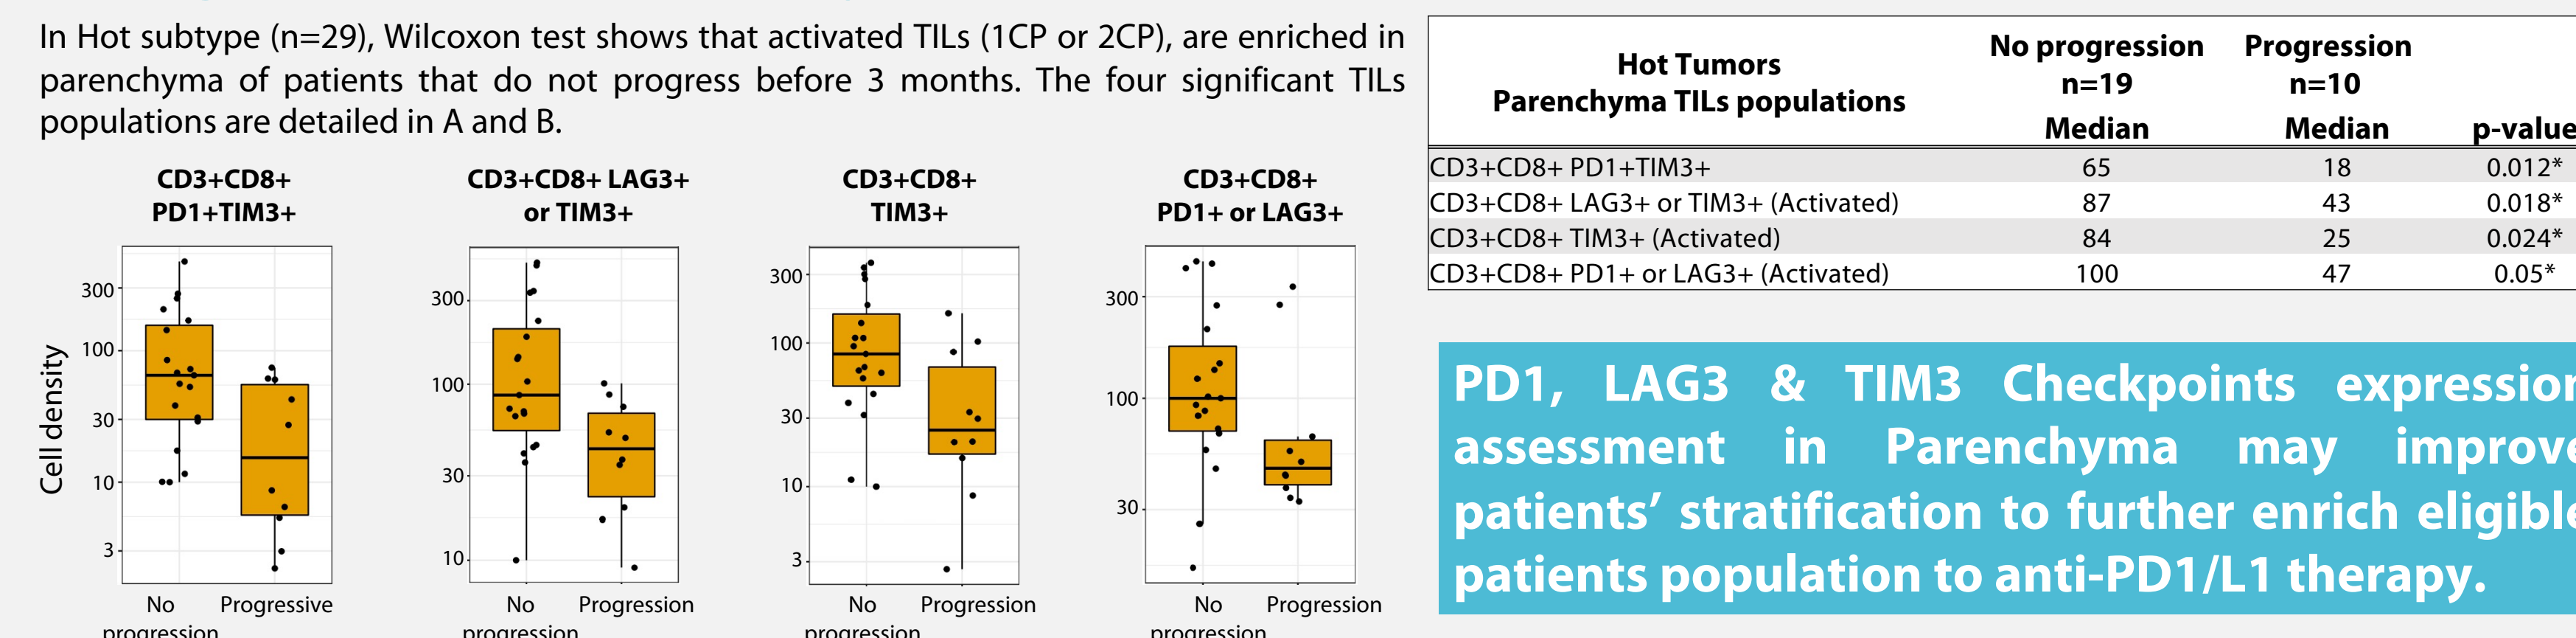 In Hot subtype (n=29), Wilcoxon test shows that activated TILs (1CP or 2CP), are enriched in
parenchyma of patients that do not progress before 3 months. The four significant TILs
populations are detailed in A and B.
CD3+CD8+
PD1+TIM3+
CD3+CD8+ LAG3+
or TIM3+
CD3+CD8+
TIM3+
CD3+CD8+
PD1+ or LAG3+
Cell density
300
100
30
10
3
No
progression
Progressive
300
100
30
10
No
progression
Progression
300
100
30
10
3
No
progression
Progression
300
100
30
No
progression
Progression
Hot Tumors
Parenchyma TILs populations
No progression
n=19
Median
Progression
n=10
Median
p-value
CD3+CD8+ PD1+TIM3+ 65 18 0.012*
CD3+CD8+ LAG3+ or TIM3+ (Activated) 87 43 0.018*
CD3+CD8+ TIM3+ (Activated) 84 25 0.024*
CD3+CD8+ PD1+ or LAG3+ (Activated) 100 47 0.05*
PD1, LAG3 & TIM3 Checkpoints expression
assessment in Parenchyma may improve
patients' stratification to further enrich eligible
patients population to anti-PD1/L1 therapy.